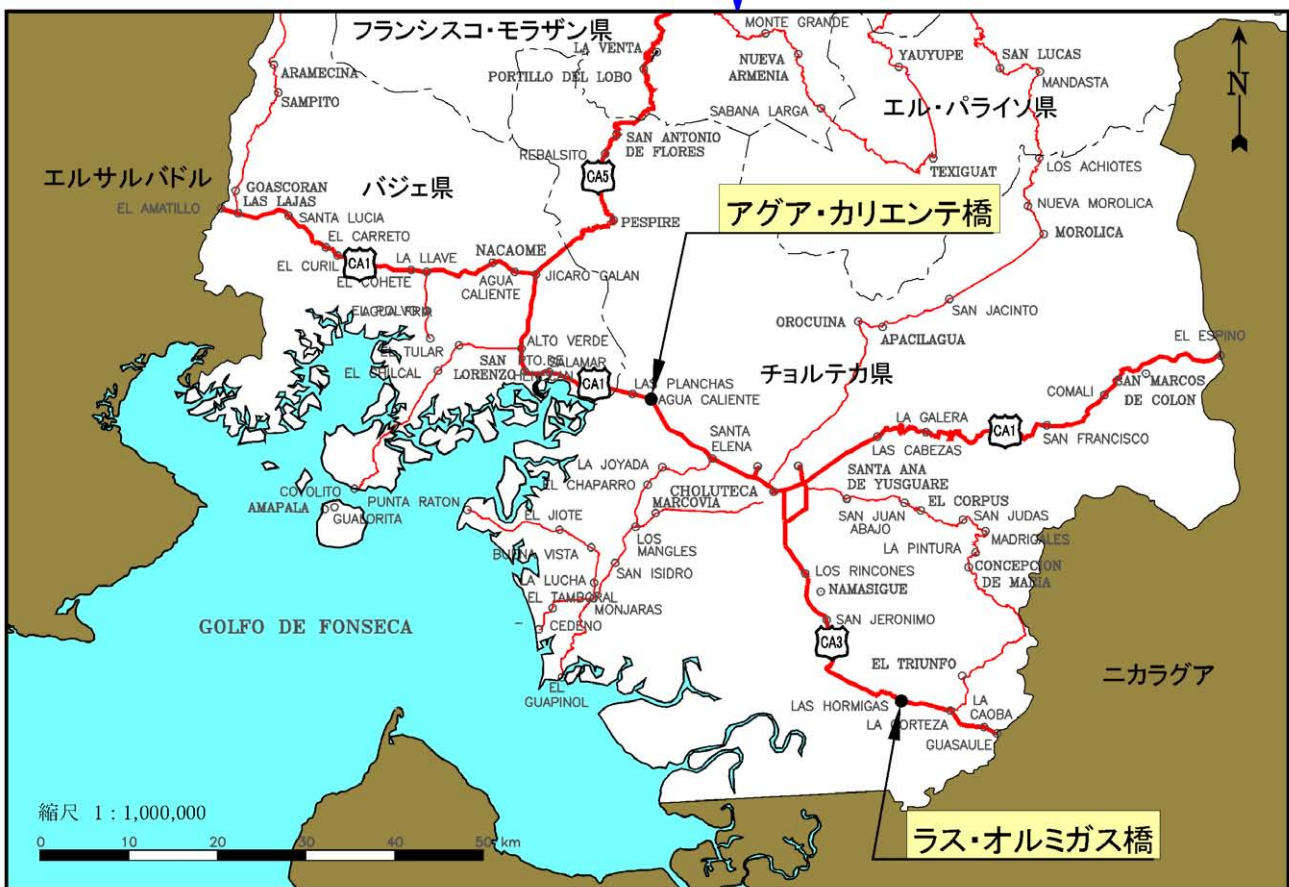 フランシスコ・モラザン県
MONTE GRANDE
LA VENTA
PORTILLO DEL LOBO
NUEVA
ARMENIA
YAUYUPE
SAN LUCAS
MANDASTA
N
ARAMECINA
SAMPITO
SABANA LARGA
エル・パライソ県
SAN ANTONIO
DE FLORES
REBALSITO
CA5
TEXIGUAT
LOS ACHIOTES
エルサルバドル
バジェ県
GOASCORAN
LAS LAJAS
EL AMATILLO
SANTA LUCIA
PESPIRE
アグア・カリエンテ橋
NUEVA MOROLICA
MOROLICA
EL CARRETO
EL CURIL
CA1
EL COHETE
LA LLAVE
NACAOME
AGUA
CALIENTE
JICARO GALAN
SAN JACINTO
OROCUINA
APACILAGUA
EL TULAR
ALTO VERDE
EL CHILCAL
SAN
LORENZO
PTO.DE
SALAMAR
CA1
LAS PLANCHAS
AGUA CALIENTE
チョルテカ県
EL ESPINO
COMALI
SAN MARCOS
DE COLON
LA GALERA
CA1
SAN FRANCISCO
LAS CABEZAS
SANTA
ELENA
LA JOYADA
EL CHAPARRO
MARCOVIA
CHOLUTECA
SANTA ANA
DE YUSGUARE
EL CORPUS
COYOLITO
AMAPALA
GUALORITA
PUNTA RATON
EL JIOTE
SAN JUAN
ABAJO
SAN JUDAS
MADRIGALES
BUENA VISTA
LOS
MANGLES
LA PINTURA
CONCEPCION
DE MARIA
SAN ISIDRO
LA LUCHA
EL TAMBORAL
MONJARAS
CEDENO
LOS RINCONES
NAMASIGUE
SAN JERONIMO
CA3
GOLFO DE FONSECA
EL TRIUNFO
ニカラグア
EL
GUAPINOL
LAS HORMIGAS
LA CORTEZA
LA
CAOBA
GUASAULE
縮尺 1:1,000,000
0 10 20 30 40 50 km
ラス・オルミガス橋